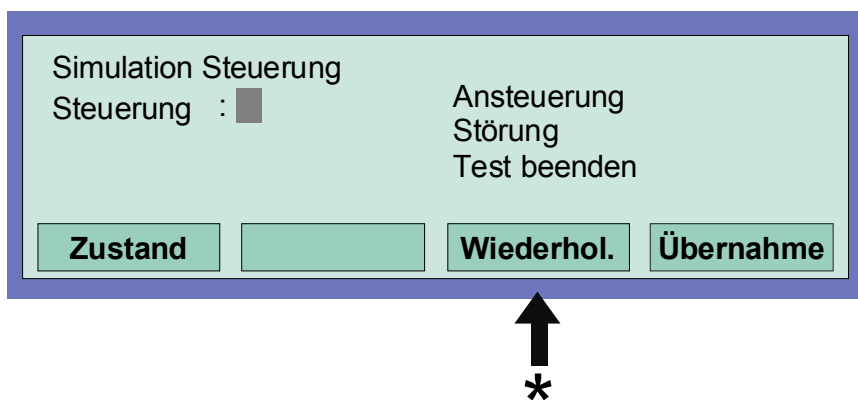 Simulation Steuerung
Steuerung :
Ansteuerung
Störung
Test beenden
Zustand
Wiederhol.
Übernahme
*